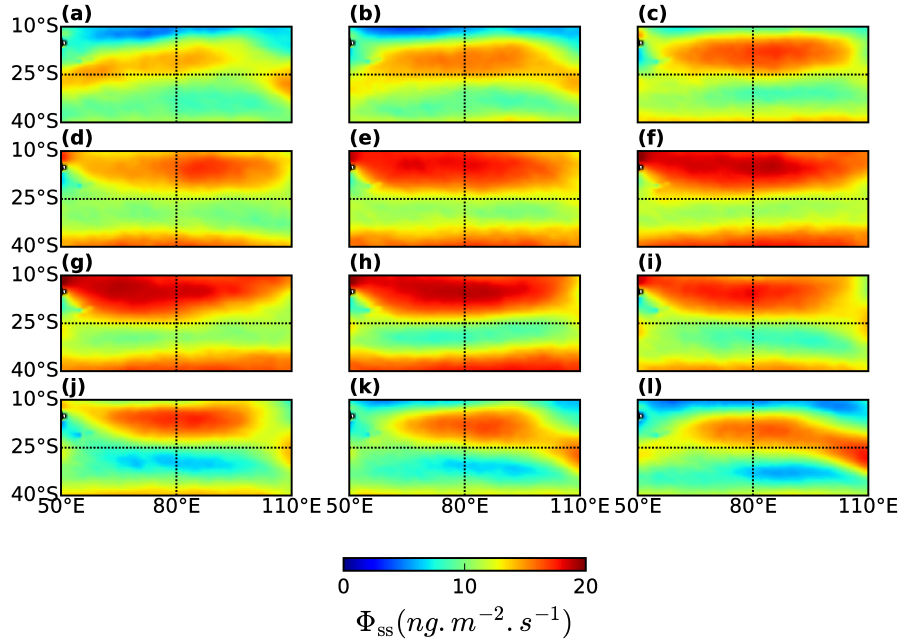 (a) (b) (c)
10°S
25°S
40°S
(d) (e) (f)
10°S
25°S
40°S
(g) (h) (i)
10°S
25°S
40°S
(j) (k) (l)
10°S
25°S
40°S
50°E 80°E 110°E 50°E 80°E 110°E 50°E 80°E 110°E
0 10 20
Φss(ng.m⁻².s⁻¹)